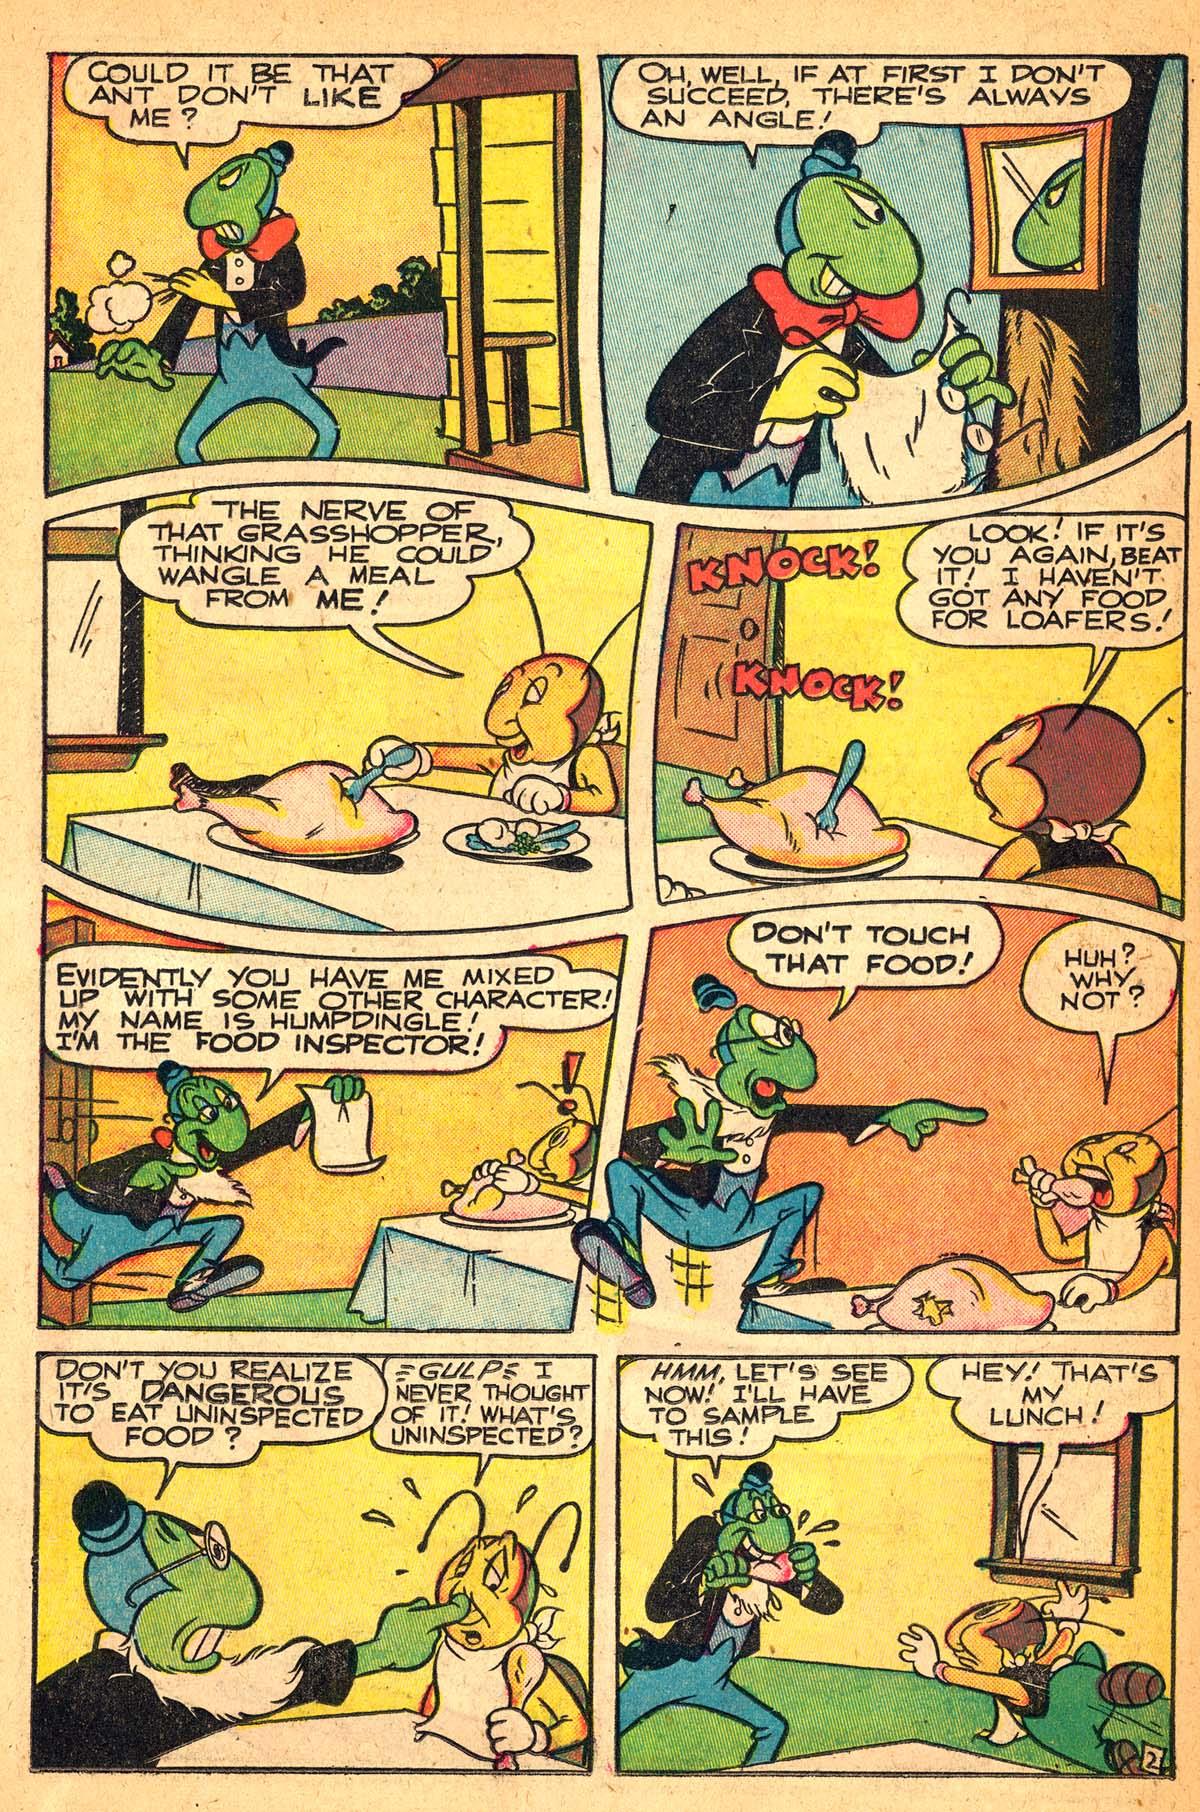 COULD IT BE THAT
ANT DON'T LIKE
ME?
OH, WELL, IF AT FIRST I DON'T
SUCCEED, THERE'S ALWAYS
AN ANGLE!
THE NERVE OF
THAT GRASSHOPPER,
THINKING HE COULD
WANGLE A MEAL
FROM ME!
KNOCK!
KNOCK!
LOOK! IF IT'S
YOU AGAIN, BEAT
IT! I HAVEN'T
GOT ANY FOOD
FOR LOAFERS!
EVIDENTLY YOU HAVE ME MIXED
UP WITH SOME OTHER CHARACTER!
MY NAME IS HUMPDINGLE!
I'M THE FOOD INSPECTOR!
!
DON'T TOUCH
THAT FOOD!
HUH?
WHY
NOT?
DON'T YOU REALIZE
IT'S DANGEROUS
TO EAT UNINSPECTED
FOOD?
=GULP= I
NEVER THOUGHT
OF IT! WHAT'S
UNINSPECTED?
HMM, LET'S SEE
NOW! I'LL HAVE
TO SAMPLE
THIS!
HEY! THAT'S
MY
LUNCH!
2